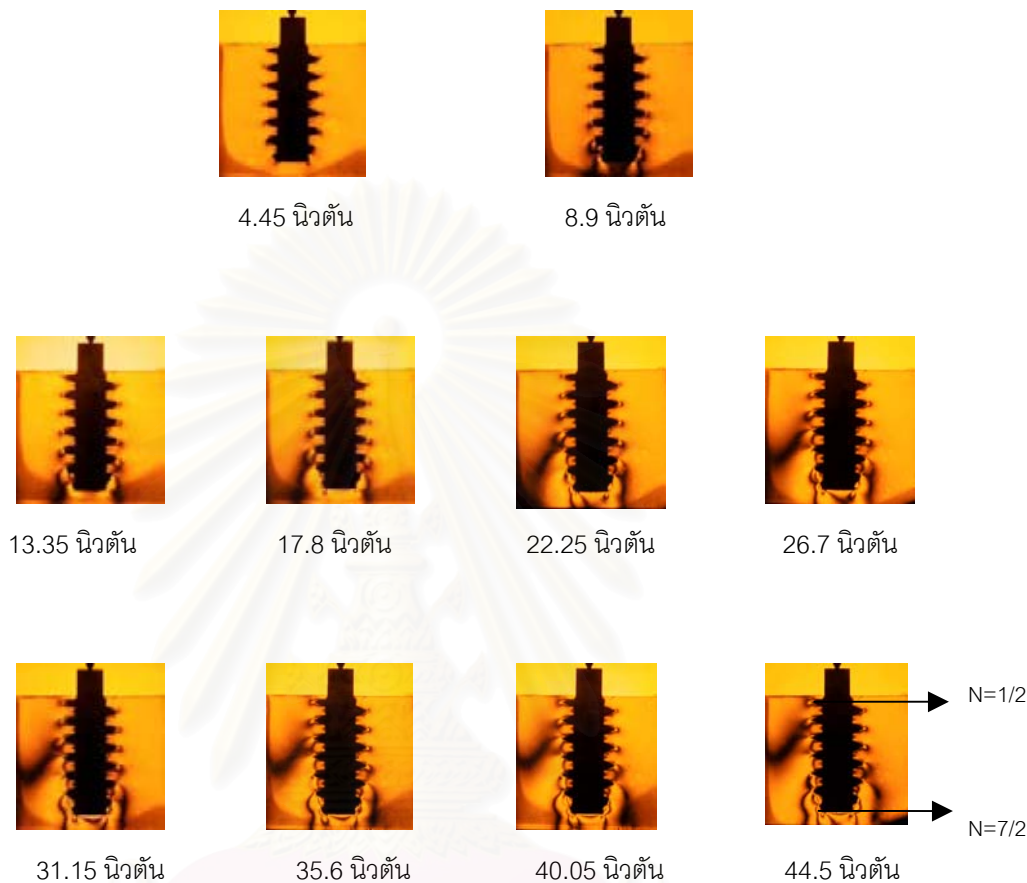 4.45 นิวตัน
8.9 นิวตัน
13.35 นิวตัน
17.8 นิวตัน
22.25 นิวตัน
26.7 นิวตัน
N=1/2
N=7/2
31.15 นิวตัน
35.6 นิวตัน
40.05 นิวตัน
44.5 นิวตัน